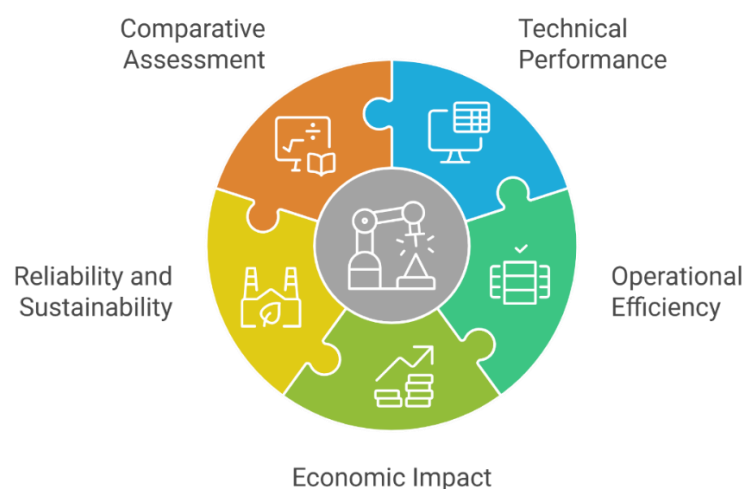 Comparative
Assessment
Technical
Performance
Reliability and
Sustainability
Operational
Efficiency
Economic Impact